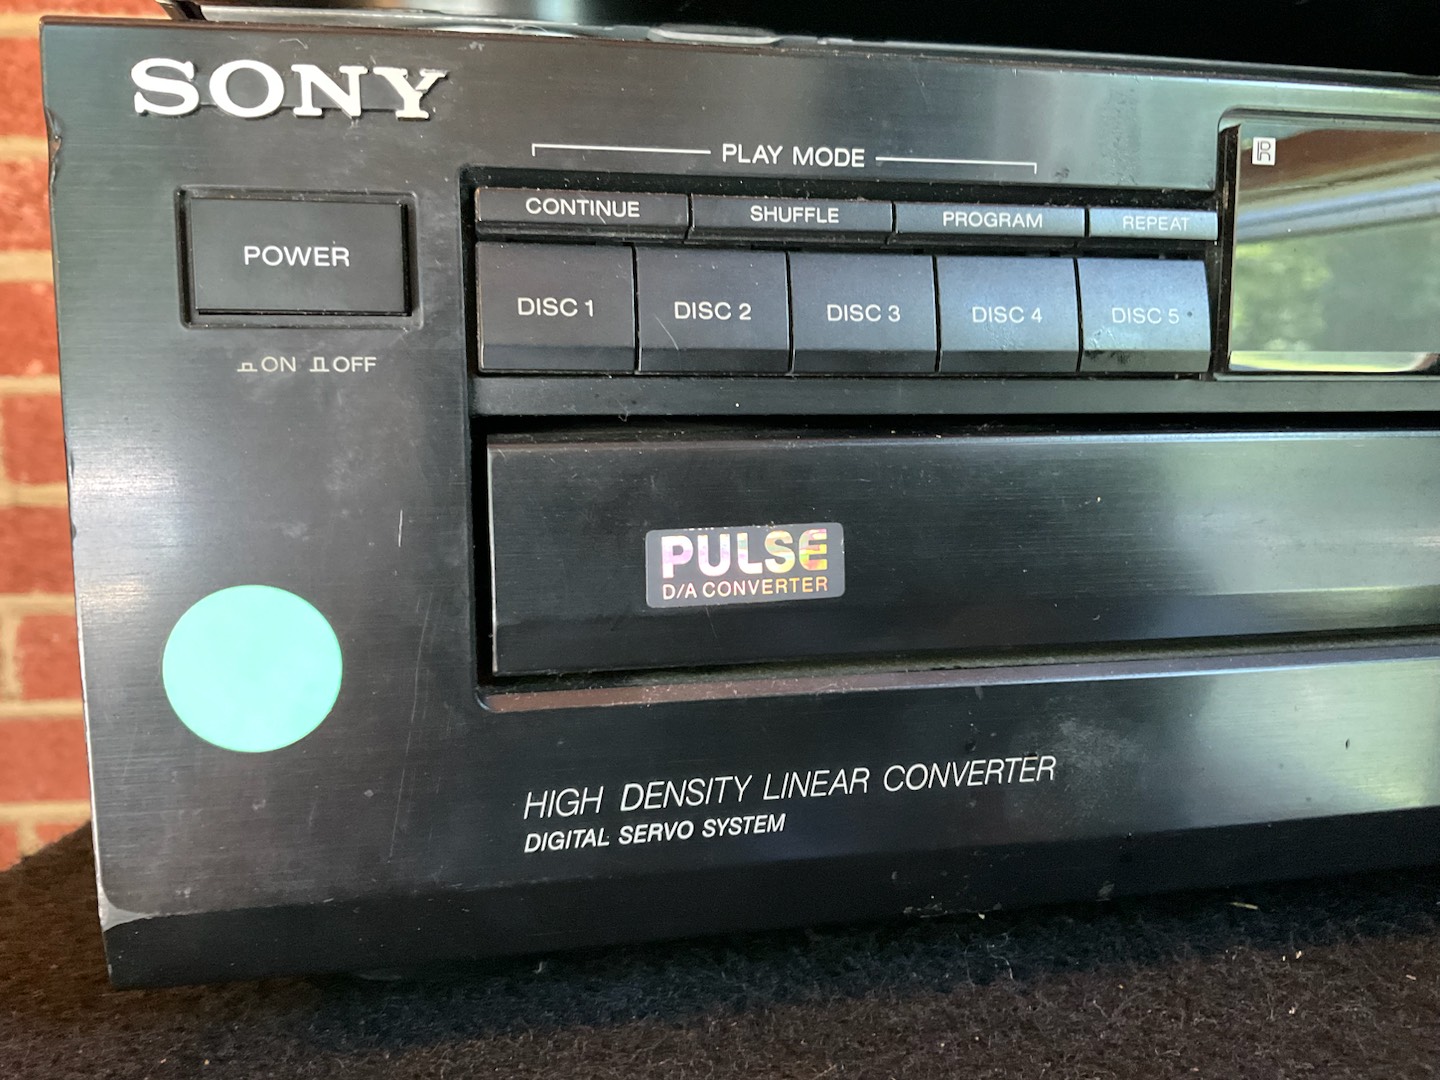 SONY
PLAY MODE
CONTINUE SHUFFLE PROGRAM REPEAT
POWER
DISC 1 DISC 2 DISC 3 DISC 4 DISC 5
ON OFF
PULSE
D/A CONVERTER
HIGH DENSITY LINEAR CONVERTER
DIGITAL SERVO SYSTEM